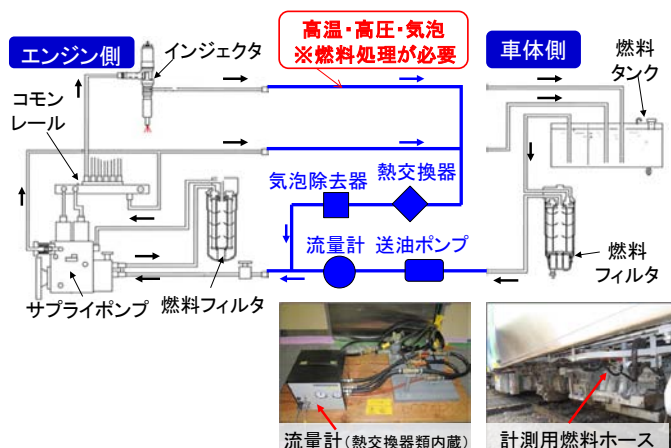 高温・高圧・気泡
※燃料処理が必要
エンジン側
インジェクタ
車体側
燃料
タンク
コモン
レール
気泡除去器
熱交換器
流量計
送油ポンプ
サプライポンプ
燃料フィルタ
燃料
フィルタ
流量計(熱交換器類内蔵)
計測用燃料ホース